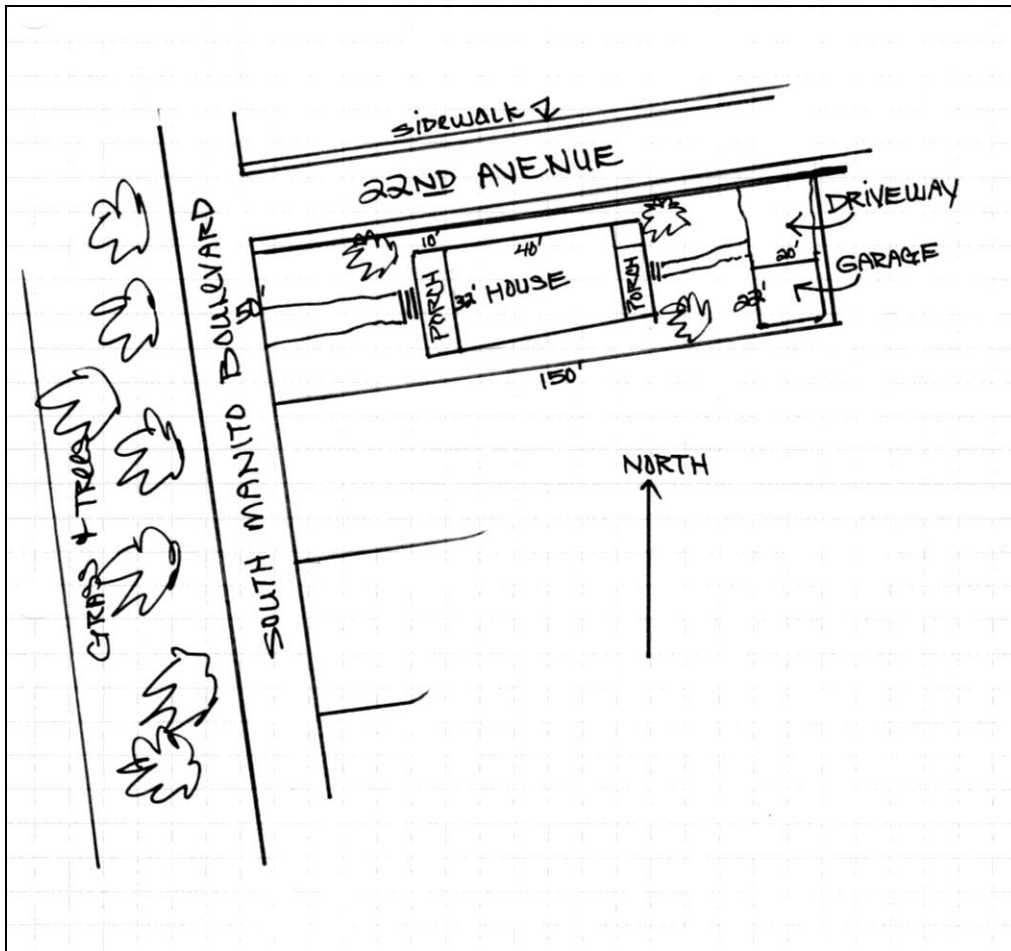 SIDEWALK
22ND AVENUE
DRIVEWAY
GARAGE
10'
40'
PORCH
32' HOUSE
PORCH
20'
22'
50'
150'
SOUTH MANITO BOULEVARD
GRASS & TREES
NORTH